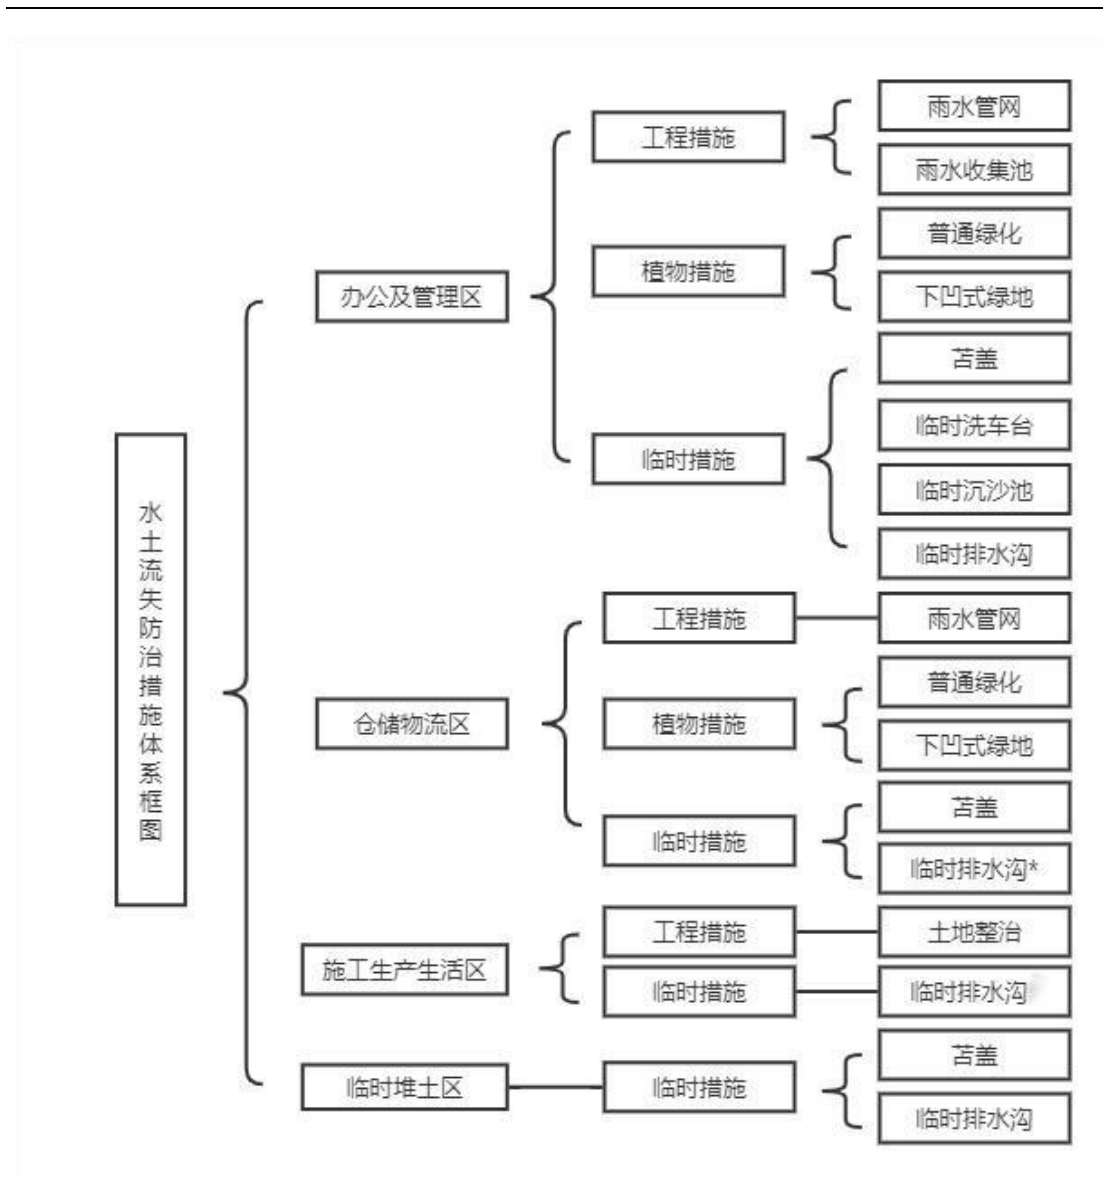 水土流失防治措施体系框图
办公及管理区
工程措施
雨水管网
雨水收集池
植物措施
普通绿化
下凹式绿地
临时措施
苫盖
临时洗车台
临时沉沙池
临时排水沟
仓储物流区
工程措施
雨水管网
植物措施
普通绿化
下凹式绿地
临时措施
苫盖
临时排水沟*
施工生产生活区
工程措施
土地整治
临时措施
临时排水沟
临时堆土区
临时措施
苫盖
临时排水沟